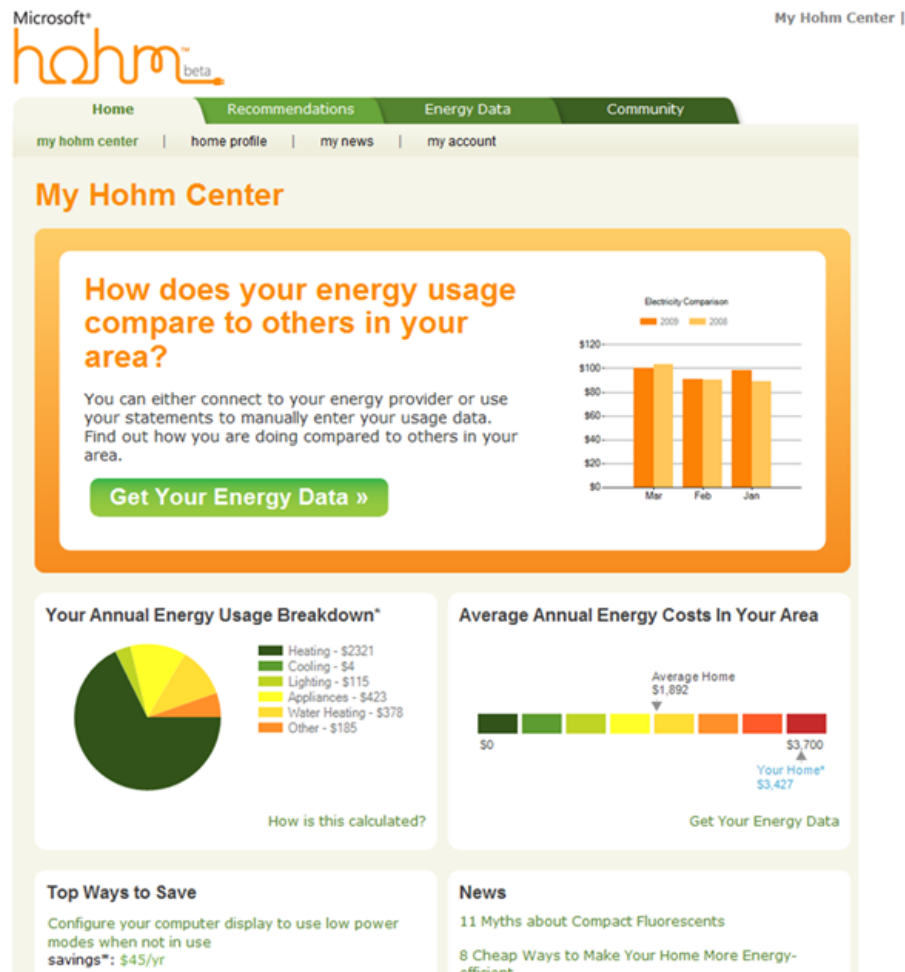 Microsoft®
My Hohm Center |
hohm™ beta
Home Recommendations Energy Data Community
my hohm center | home profile | my news | my account
My Hohm Center
How does your energy usage
compare to others in your
area?
You can either connect to your energy provider or use
your statements to manually enter your usage data.
Find out how you are doing compared to others in your
area.
Get Your Energy Data »
Electricity Comparison
2009 2008
$120
$100
$80
$60
$40
$20
$0
Mar Feb Jan
Your Annual Energy Usage Breakdown*
Heating - $2321
Cooling - $4
Lighting - $115
Appliances - $423
Water Heating - $378
Other - $185
How is this calculated?
Average Annual Energy Costs In Your Area
Average Home
$1,892
$0 $3,700
Your Home*
$3,427
Get Your Energy Data
Top Ways to Save
Configure your computer display to use low power
modes when not in use
savings*: $45/yr
News
11 Myths about Compact Fluorescents
8 Cheap Ways to Make Your Home More Energy-
efficient